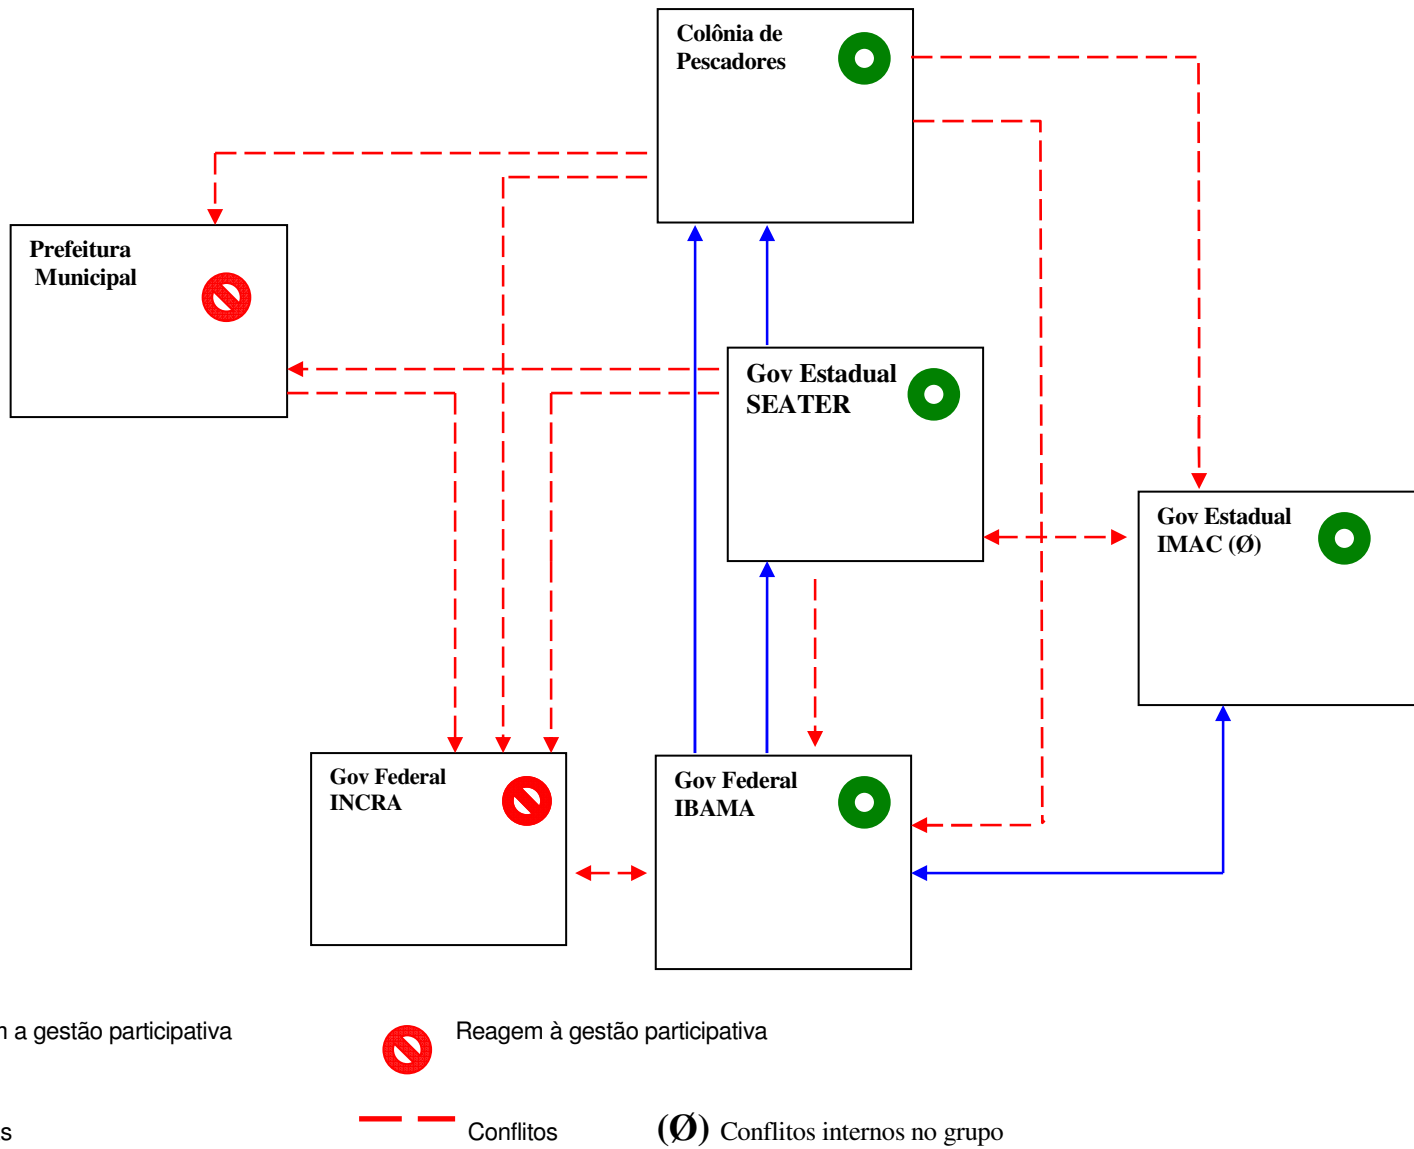 Colônia de
Pescadores
Prefeitura
Municipal
Gov Estadual
SEATER
Gov Estadual
IMAC (Ø)
Gov Federal
INCRA
Gov Federal
IBAMA
a gestão participativa
Reagem à gestão participativa
Conflitos
(Ø) Conflitos internos no grupo